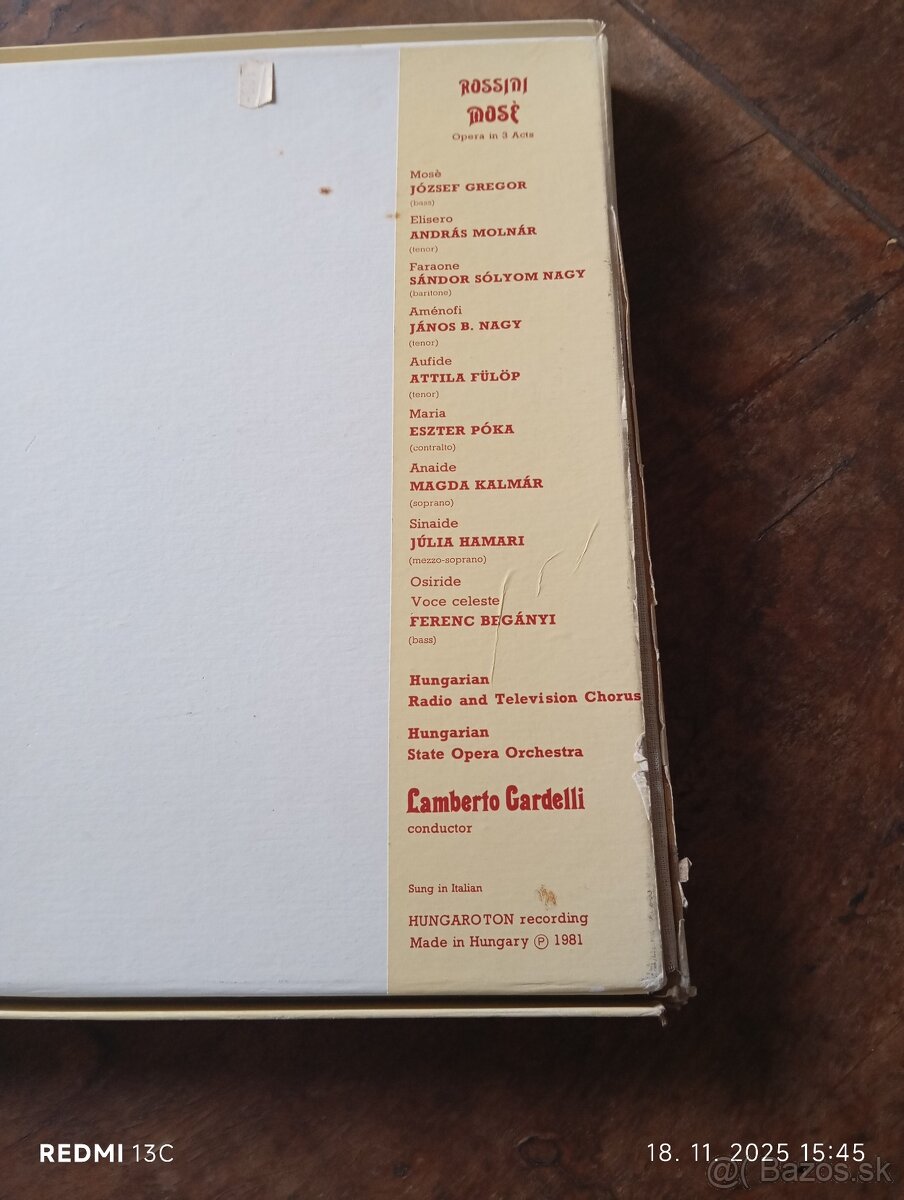 ROSSINI
MOSÈ
Opera in 3 Acts
Mosè
JÓZSEF GREGOR
(bass)
Elisero
ANDRÁS MOLNÁR
(tenor)
Faraone
SÁNDOR SÓLYOM NAGY
(baritone)
Aménofi
JÁNOS B. NAGY
(tenor)
Aufide
ATTILA FÜLÖP
(tenor)
Maria
ESZTER PÓKA
(contralto)
Anaide
MAGDA KALMÁR
(soprano)
Sinaide
JÚLIA HAMARI
(mezzo-soprano)
Osiride
Voce celeste
FERENC BEGÁNYI
(bass)
Hungarian
Radio and Television Chorus
Hungarian
State Opera Orchestra
Lamberto Gardelli
conductor
Sung in Italian
HUNGAROTON recording
Made in Hungary Ⓟ 1981
REDMI 13C
18. 11. 2025 15:45
@( Bazos.sk